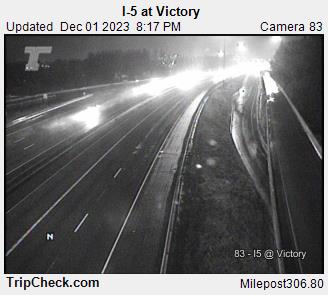 I-5 at Victory
Updated Dec 01 2023 8:17 PM Camera 83
T
N
83 - I5 @ Victory
TripCheck.com Milepost306.80